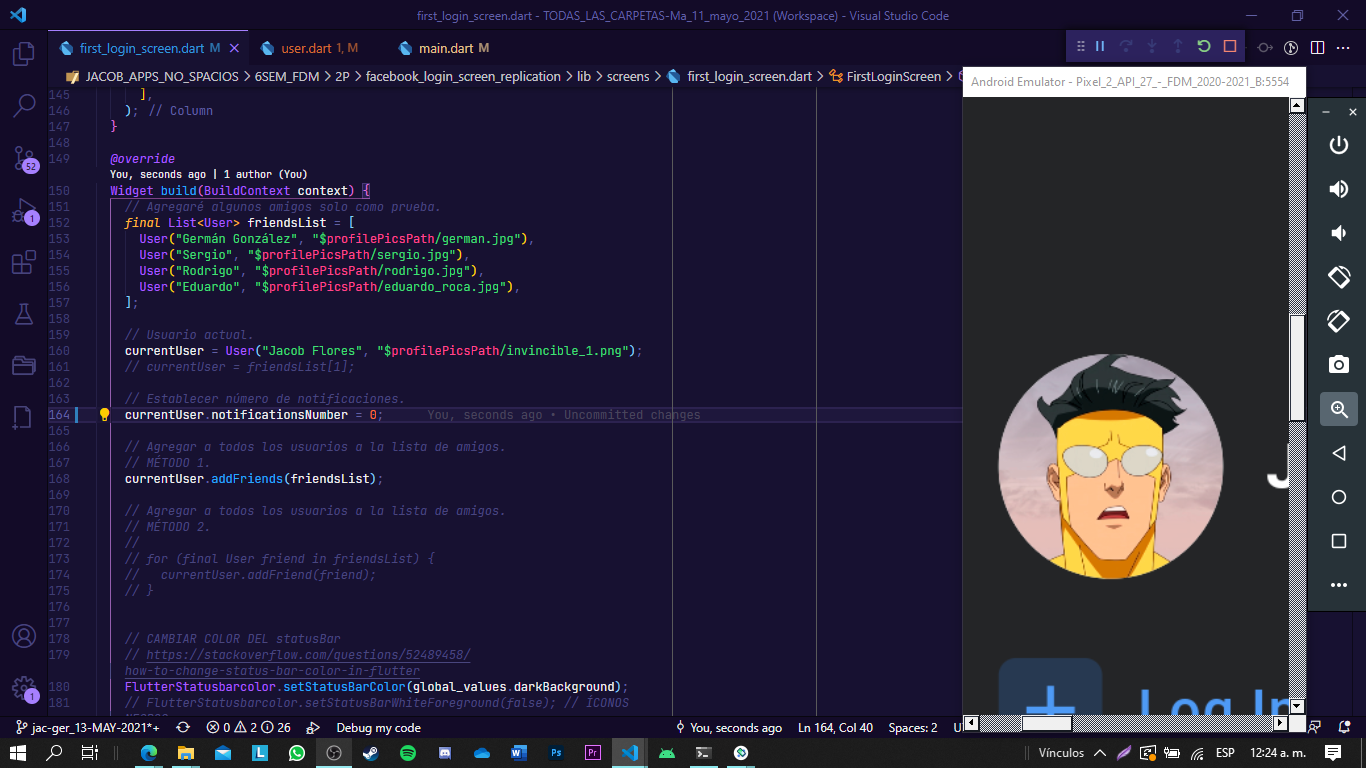 first_login_screen.dart - TODAS_LAS_CARPETAS-Ma_11_mayo_2021 (Workspace) - Visual Studio Code
first_login_screen.dart M
user.dart 1, M
main.dart M
JACOB_APPS_NO_SPACIOS > 6SEM_FDM > 2P > facebook_login_screen_replication > lib > screens > first_login_screen.dart > FirstLoginScreen >
Android Emulator - Pixel_2_API_27_-_FDM_2020-2021_B:5554
145 ],
146 ); // Column
147 }
148
149 @override
You, seconds ago | 1 author (You)
150 Widget build(BuildContext context) {
151 // Agregaré algunos amigos solo como prueba.
152 final List<User> friendsList = [
153 User("Germán González", "$profilePicsPath/german.jpg"),
154 User("Sergio", "$profilePicsPath/sergio.jpg"),
155 User("Rodrigo", "$profilePicsPath/rodrigo.jpg"),
156 User("Eduardo", "$profilePicsPath/eduardo_roca.jpg"),
157 ];
158
159 // Usuario actual.
160 currentUser = User("Jacob Flores", "$profilePicsPath/invincible_1.png");
161 // currentUser = friendsList[1];
162
163 // Establecer número de notificaciones.
164 currentUser.notificationsNumber = 0; You, seconds ago • Uncommitted changes
165
166 // Agregar a todos los usuarios a la lista de amigos.
167 // MÉTODO 1.
168 currentUser.addFriends(friendsList);
169
170 // Agregar a todos los usuarios a la lista de amigos.
171 // MÉTODO 2.
172 //
173 // for (final User friend in friendsList) {
174 //   currentUser.addFriend(friend);
175 // }
176
177
178 // CAMBIAR COLOR DEL statusBar
179 // https://stackoverflow.com/questions/52489458/
how-to-change-status-bar-color-in-flutter
180 FlutterStatusbarcolor.setStatusBarColor(global_values.darkBackground);
181 // FlutterStatusbarcolor.setStatusBarWhiteForeground(false); // ÍCONOS
52
1
1
J
Log In
jac-ger_13-MAY-2021*+
0 2 26
Debug my code
You, seconds ago
Ln 164, Col 40
Spaces: 2
U
Vínculos
ESP
12:24 a. m.